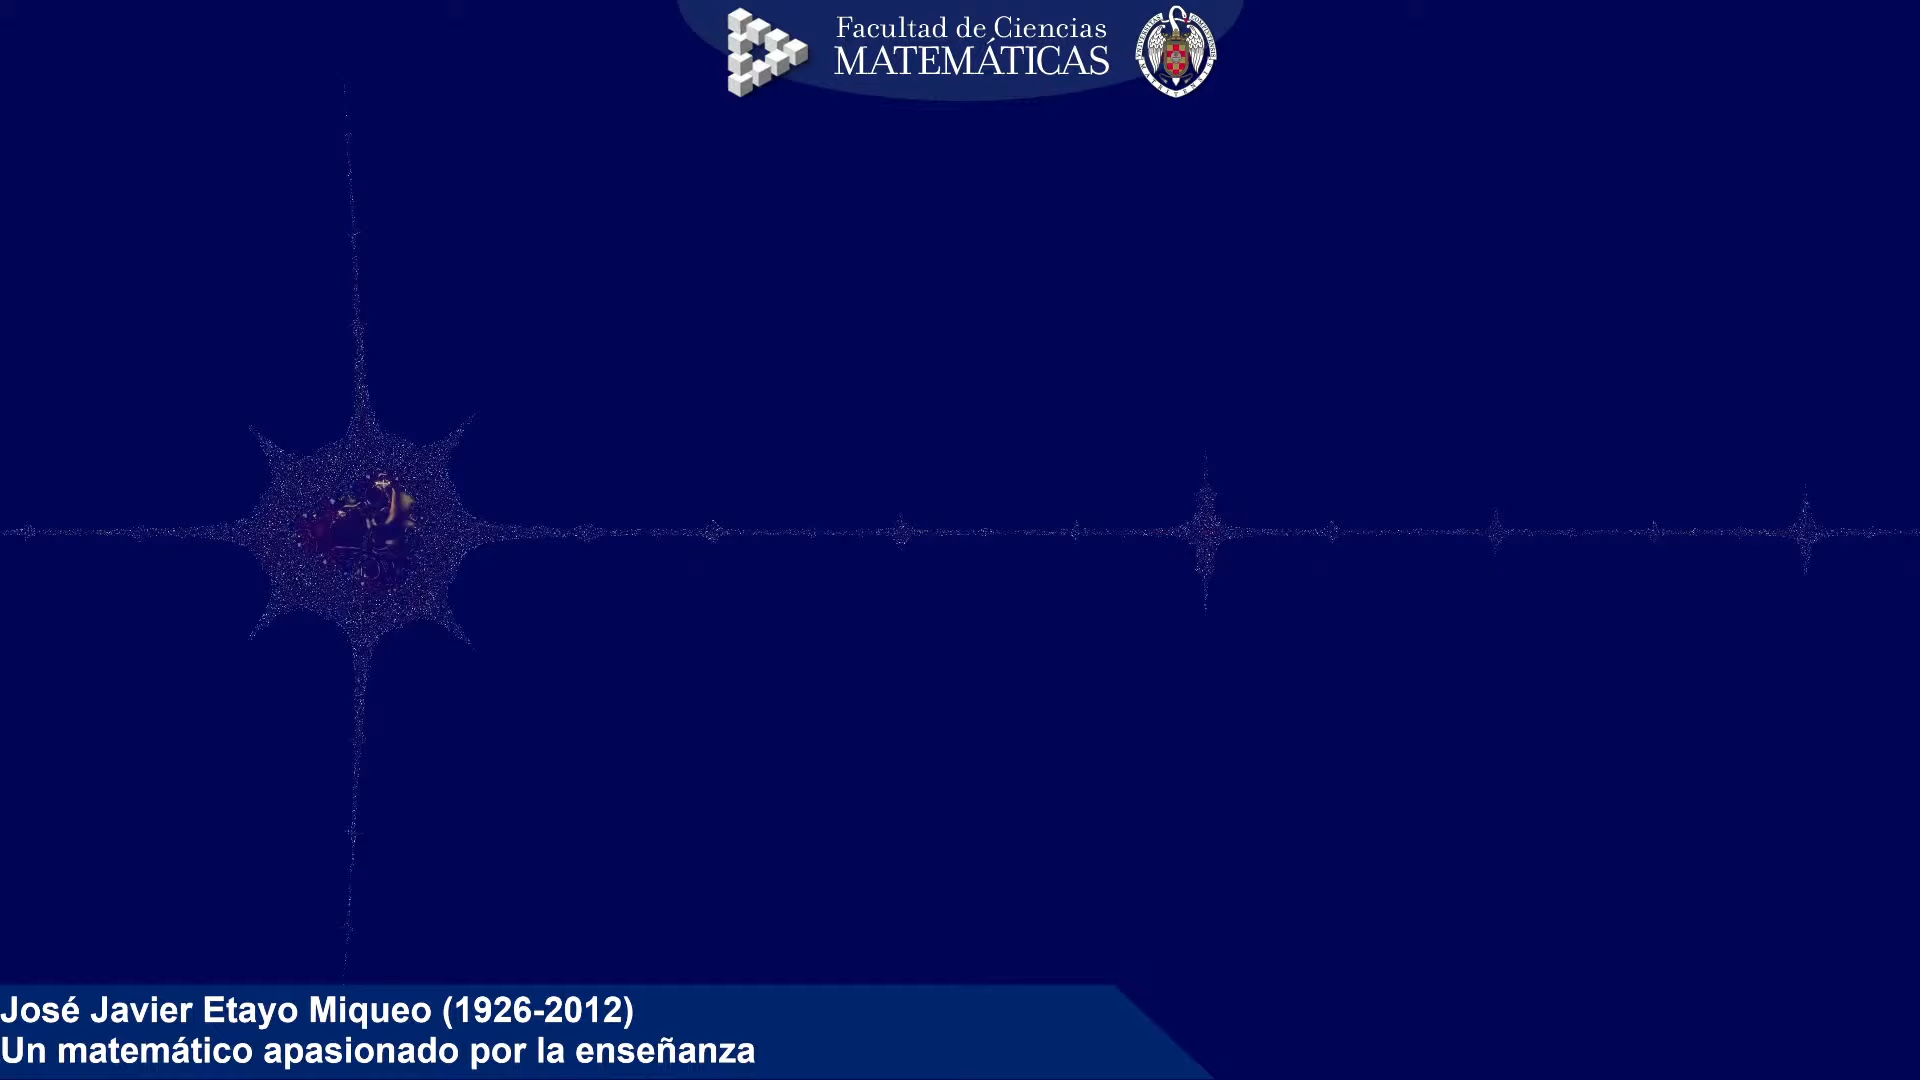 Facultad de Ciencias
MATEMÁTICAS
José Javier Etayo Miqueo (1926-2012)
Un matemático apasionado por la enseñanza